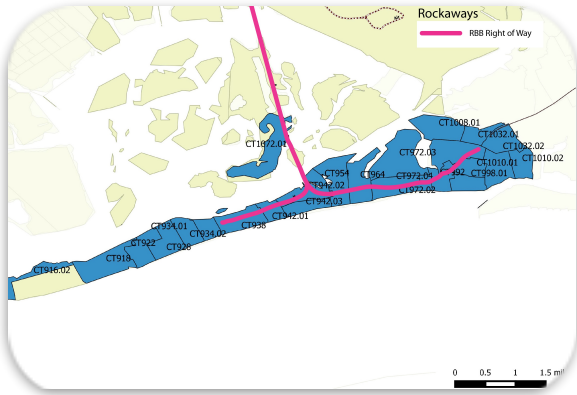 Rockaways
RBB Right of Way
CT1008.01
CT1032.01
CT1032.02
CT1010.02
CT1072.01
CT972.03
CT1010.01
CT954
CT964
CT972.04
CT998.01
CT942.02
CT972.02
CT942.03
CT942.01
CT938
CT934.01
CT934.02
CT922
CT928
CT918
CT916.02
0 0.5 1 1.5 mi